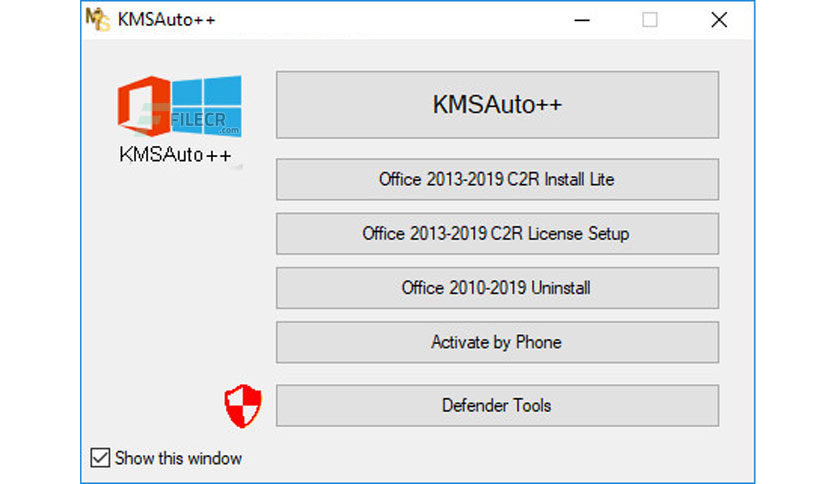 KMSAuto++
FILECR
.com
KMSAuto++
KMSAuto++
Office 2013-2019 C2R Install Lite
Office 2013-2019 C2R License Setup
Office 2010-2019 Uninstall
Activate by Phone
Defender Tools
Show this window